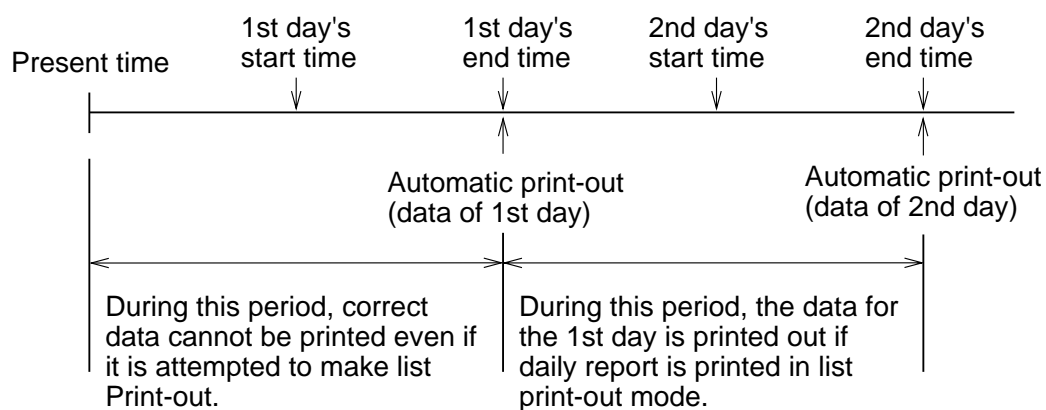 1st day's
start time
1st day's
end time
2nd day's
start time
2nd day's
end time
Present time
Automatic print-out
(data of 1st day)
Automatic print-out
(data of 2nd day)
During this period, correct
data cannot be printed even if
it is attempted to make list
Print-out.
During this period, the data for
the 1st day is printed out if
daily report is printed in list
print-out mode.